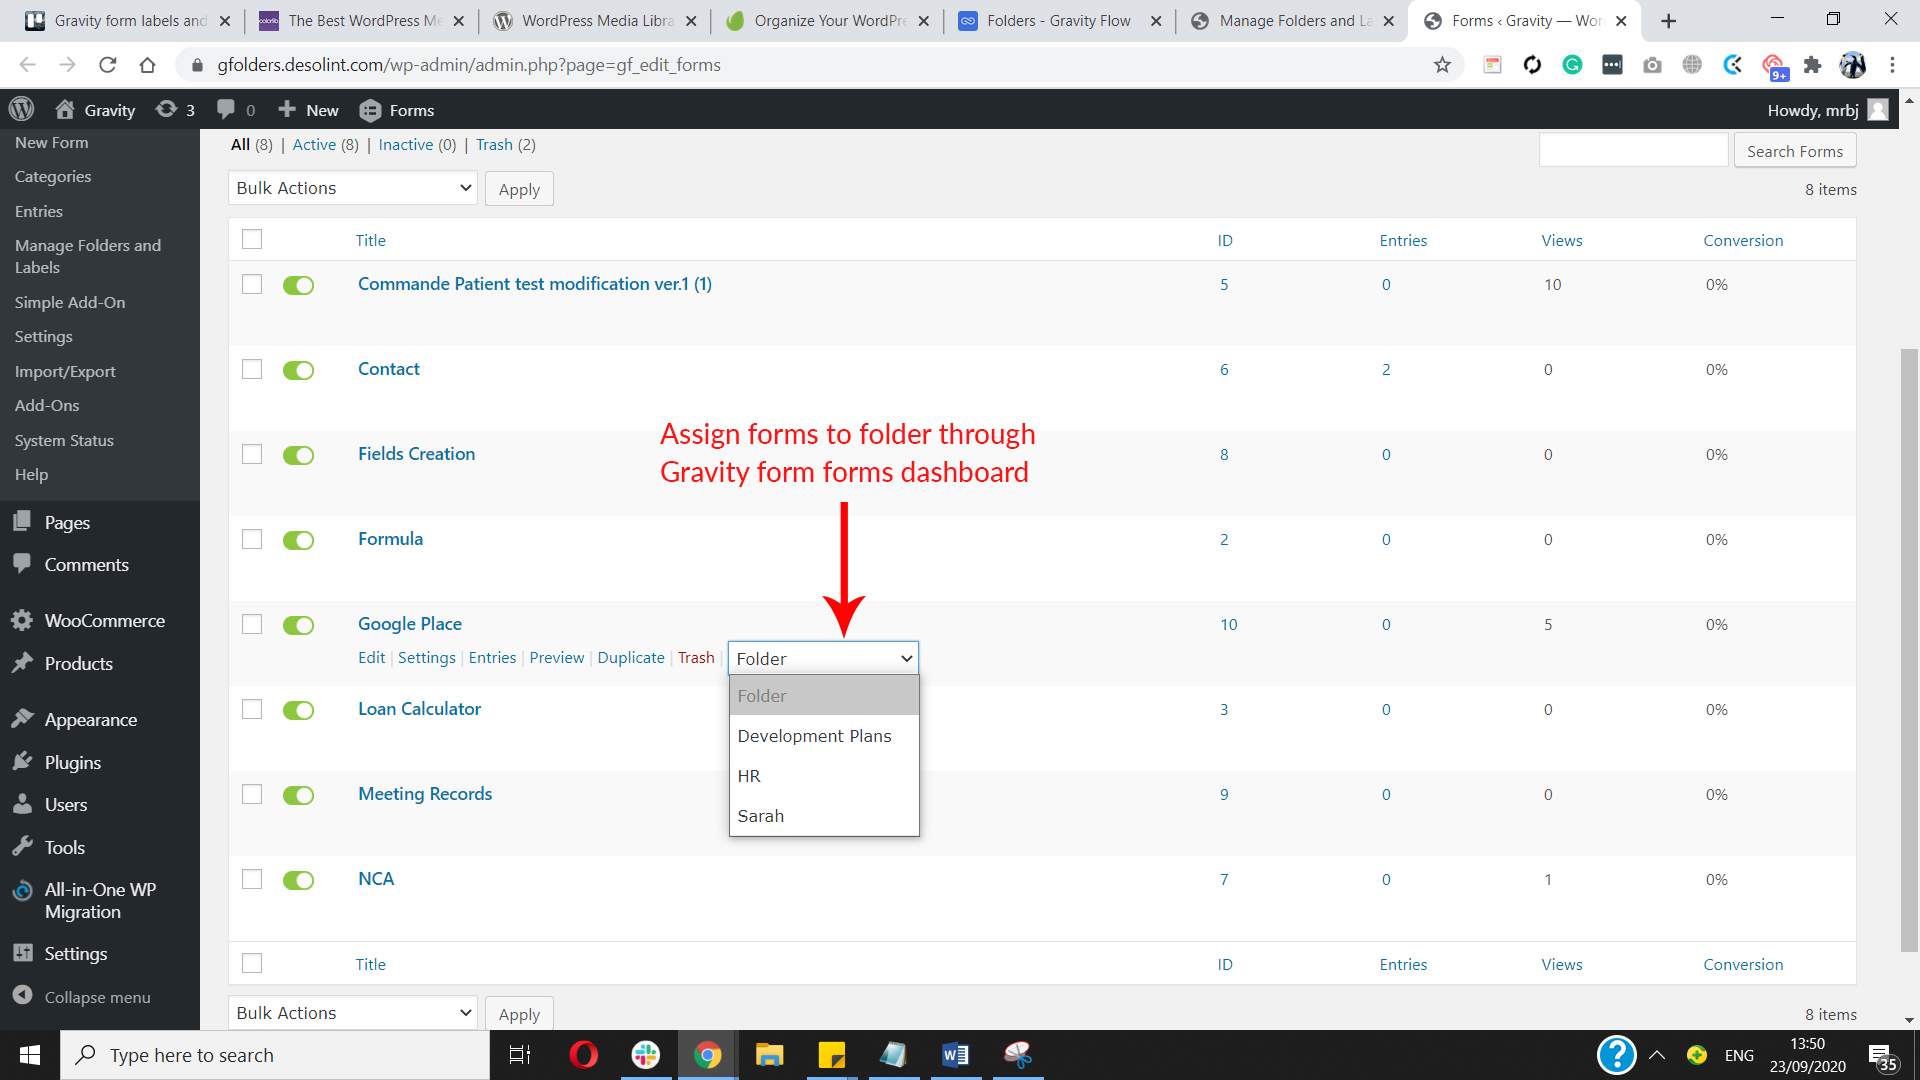 Gravity form labels and
The Best WordPress Me
WordPress Media Libra
Organize Your WordPre
Folders - Gravity Flow
Manage Folders and La
Forms ‹ Gravity — Wor
gfolders.desolint.com/wp-admin/admin.php?page=gf_edit_forms
9+
Gravity 3 0 New Forms
Howdy, mrbj
New Form
Categories
Entries
Manage Folders and
Labels
Simple Add-On
Settings
Import/Export
Add-Ons
System Status
Help
Pages
Comments
WooCommerce
Products
Appearance
Plugins
Users
Tools
All-in-One WP
Migration
Settings
Collapse menu
All (8) | Active (8) | Inactive (0) | Trash (2)
Search Forms
Bulk Actions Apply
8 items
Title ID Entries Views Conversion
Commande Patient test modification ver.1 (1) 5 0 10 0%
Contact 6 2 0 0%
Assign forms to folder through
Gravity form forms dashboard
Fields Creation 8 0 0 0%
Formula 2 0 0 0%
Google Place 10 0 5 0%
Edit | Settings | Entries | Preview | Duplicate | Trash | Folder
Folder
Development Plans
HR
Sarah
Loan Calculator 3 0 0 0%
Meeting Records 9 0 0 0%
NCA 7 0 1 0%
Title ID Entries Views Conversion
Bulk Actions Apply
8 items
Type here to search
ENG
13:50
23/09/2020
35